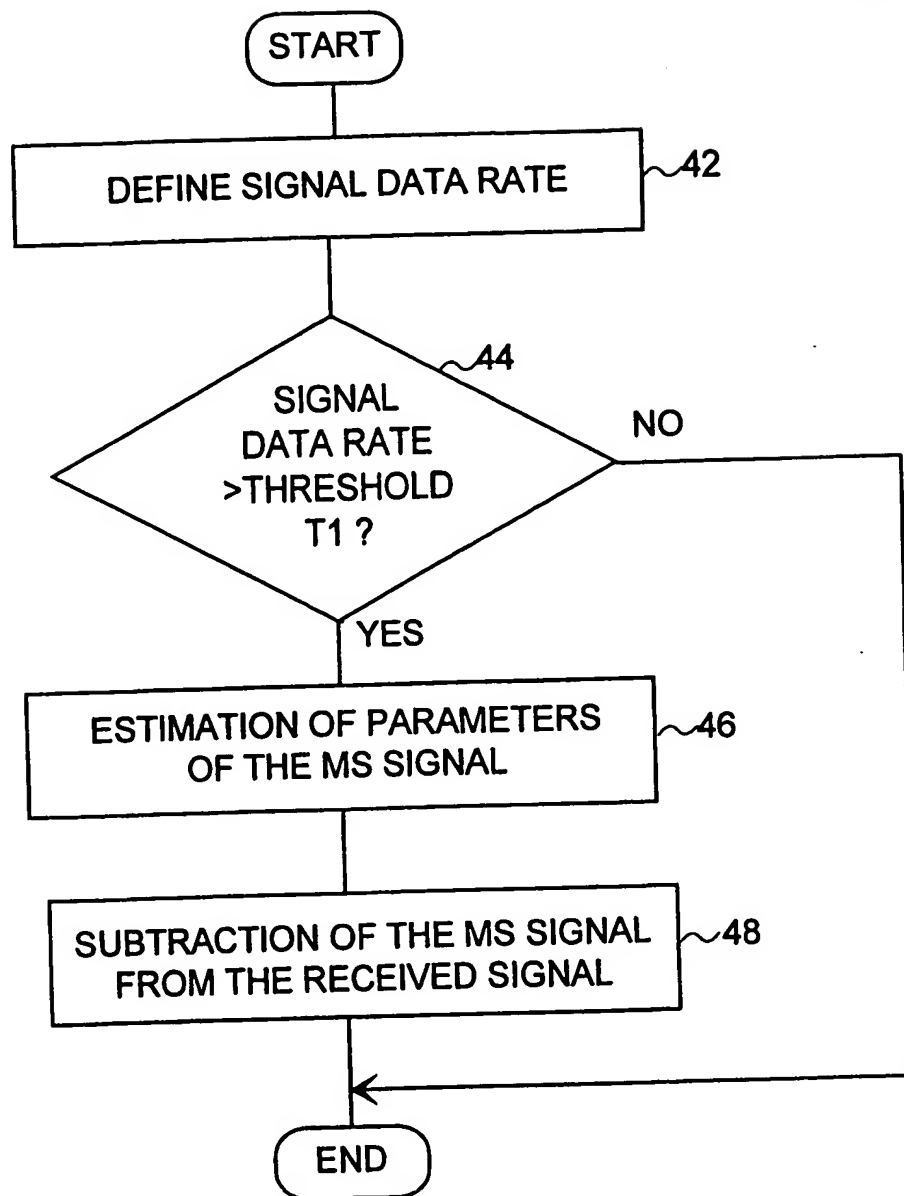 START
DEFINE SIGNAL DATA RATE
42
44
SIGNAL
DATA RATE
>THRESHOLD
T1 ?
NO
YES
ESTIMATION OF PARAMETERS
OF THE MS SIGNAL
46
SUBTRACTION OF THE MS SIGNAL
FROM THE RECEIVED SIGNAL
48
END